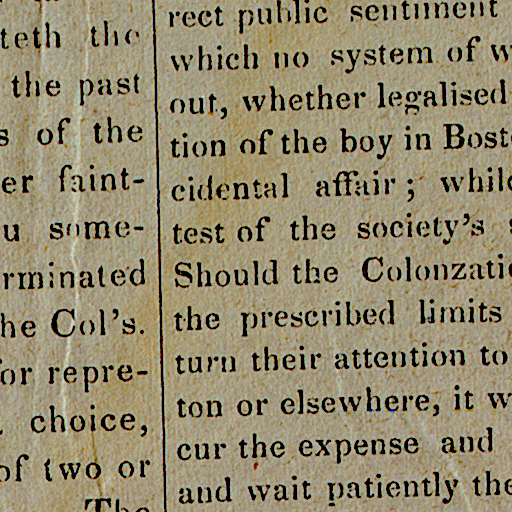 teth the
the past
s of the
er faint-
u some-
rminated
he Col's.
for repre-
choice,
of two or
The
rect public sentiment
which no system of w
out, whether legalised
tion of the boy in Bost
cidental affair; while
test of the society's s
Should the Colonzati
the prescribed limits
turn their attention to
ton or elsewhere, it w
cur the expense and
and wait patiently the